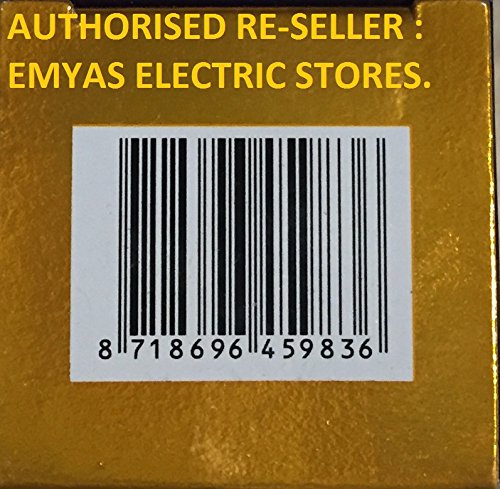 AUTHORISED RE-SELLER :
EMYAS ELECTRIC STORES.
8 718696 459836